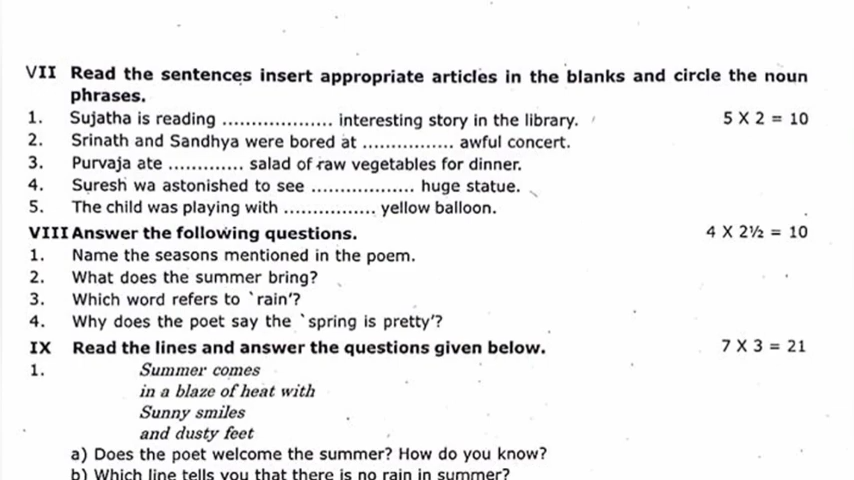 VII Read the sentences insert appropriate articles in the blanks and circle the noun
phrases.
1. Sujatha is reading ................... interesting story in the library. 5 X 2 = 10
2. Srinath and Sandhya were bored at ................ awful concert.
3. Purvaja ate ............. salad of raw vegetables for dinner.
4. Suresh wa astonished to see .................. huge statue.
5. The child was playing with ................ yellow balloon.
VIII Answer the following questions. 4 X 2½ = 10
1. Name the seasons mentioned in the poem.
2. What does the summer bring?
3. Which word refers to `rain'?
4. Why does the poet say the `spring is pretty'?
IX Read the lines and answer the questions given below. 7 X 3 = 21
1. Summer comes
in a blaze of heat with
Sunny smiles
and dusty feet
a) Does the poet welcome the summer? How do you know?
b) Which line tells you that there is no rain in summer?